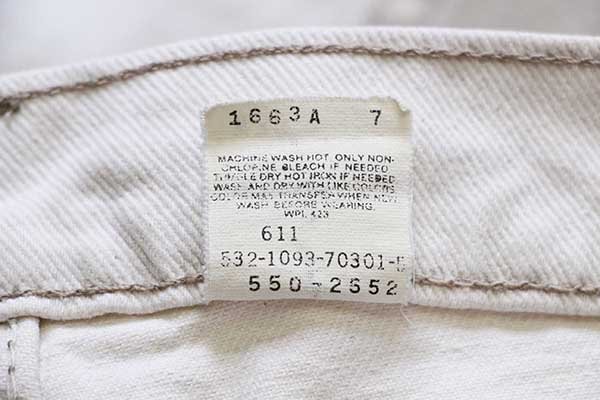 1663A 7
MACHINE WASH HOT ONLY NON-
CHLORINE BLEACH IF NEEDED
TUMBLE DRY HOT IRON IF NEEDED
WASH AND DRY WITH LIKE COLORS
COLOR MAY TRANSFER WHEN NEW
WASH BEFORE WEARING.
WPL 423
611
532-1093-70301-5
550-2652